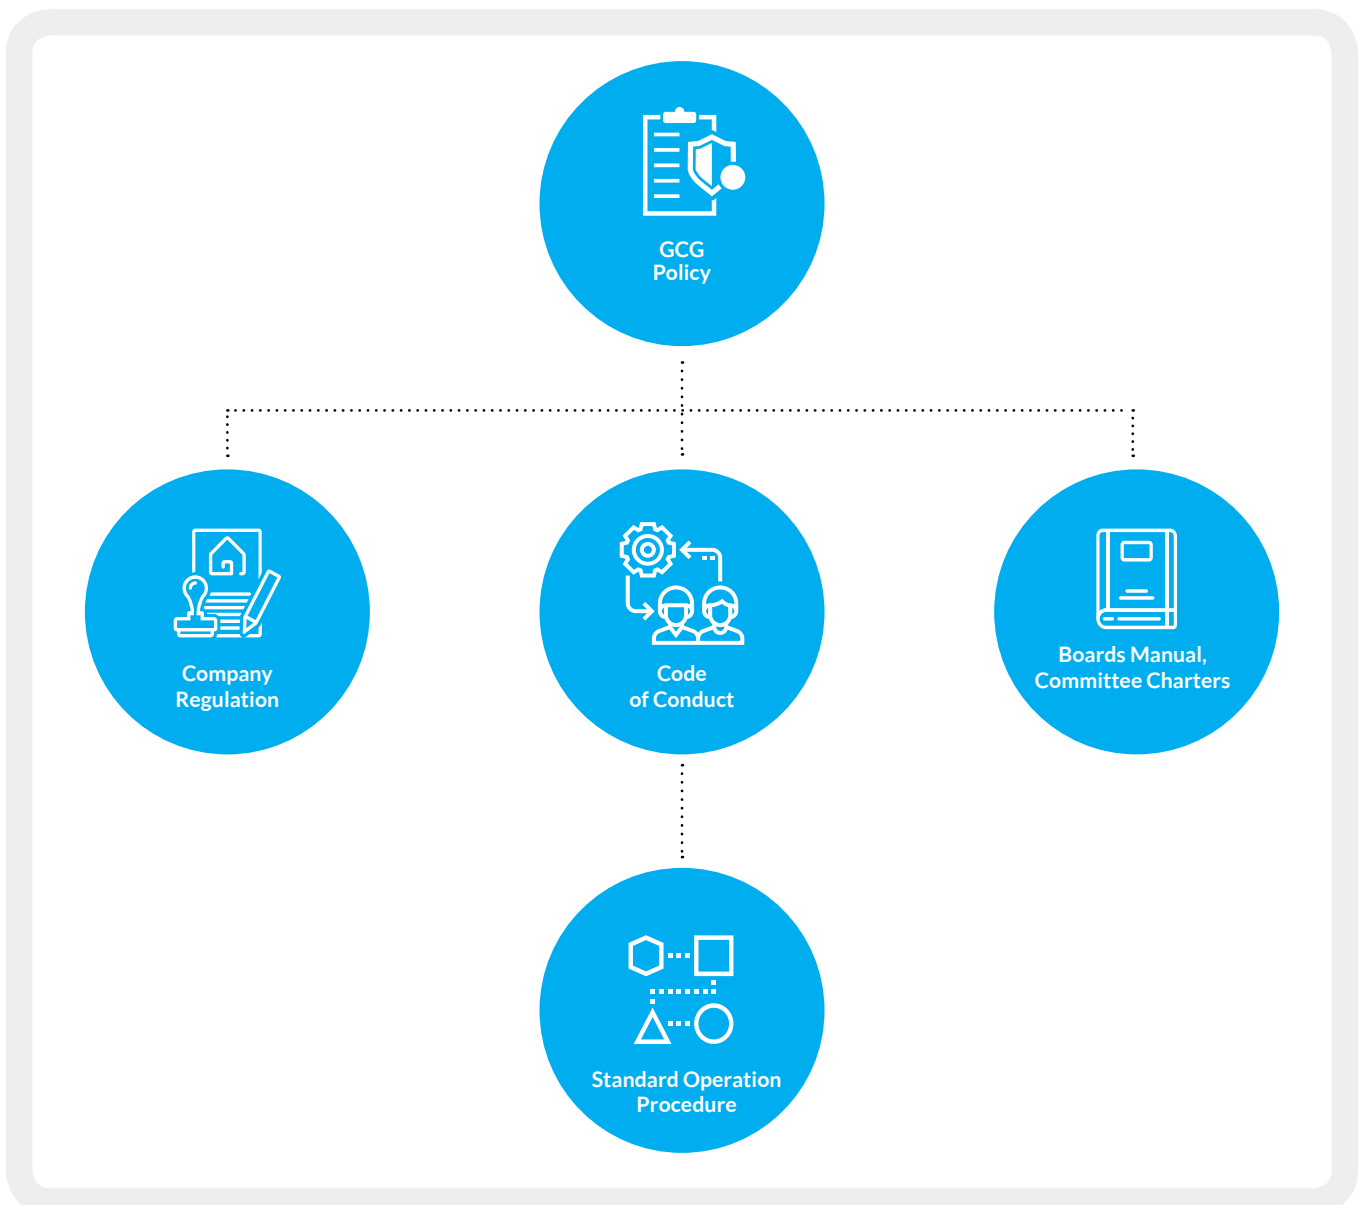 GCG
Policy
Company
Regulation
Code
of Conduct
Boards Manual,
Committee Charters
Standard Operation
Procedure